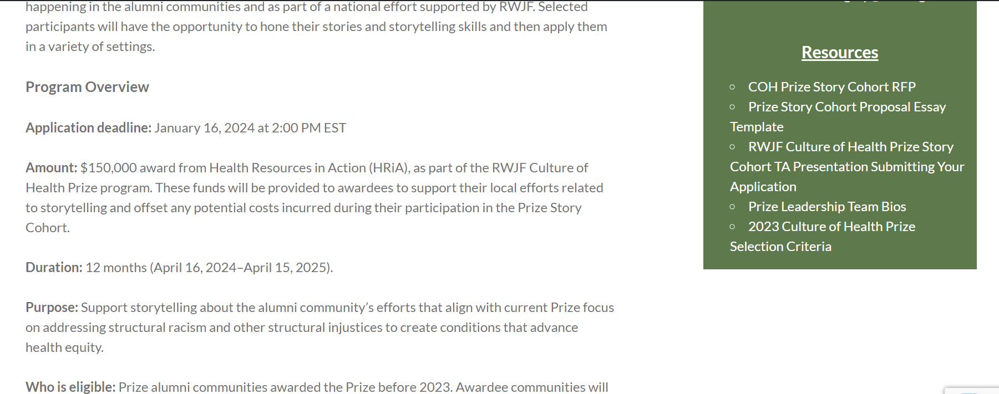 happening in the alumni communities and as part of a national effort supported by RWJF. Selected
participants will have the opportunity to hone their stories and storytelling skills and then apply them
in a variety of settings.
Program Overview
Application deadline: January 16, 2024 at 2:00 PM EST
Amount: $150,000 award from Health Resources in Action (HRiA), as part of the RWJF Culture of
Health Prize program. These funds will be provided to awardees to support their local efforts related
to storytelling and offset any potential costs incurred during their participation in the Prize Story
Cohort.
Duration: 12 months (April 16, 2024–April 15, 2025).
Purpose: Support storytelling about the alumni community’s efforts that align with current Prize focus
on addressing structural racism and other structural injustices to create conditions that advance
health equity.
Who is eligible: Prize alumni communities awarded the Prize before 2023. Awardee communities will
Resources
COH Prize Story Cohort RFP
Prize Story Cohort Proposal Essay
Template
RWJF Culture of Health Prize Story
Cohort TA Presentation Submitting Your
Application
Prize Leadership Team Bios
2023 Culture of Health Prize
Selection Criteria